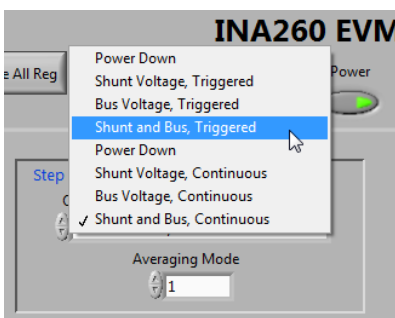 INA260 EVM
e All Reg
Power
Power Down
Shunt Voltage, Triggered
Bus Voltage, Triggered
Shunt and Bus, Triggered
Power Down
Shunt Voltage, Continuous
Bus Voltage, Continuous
✓ Shunt and Bus, Continuous
Step
Averaging Mode
1